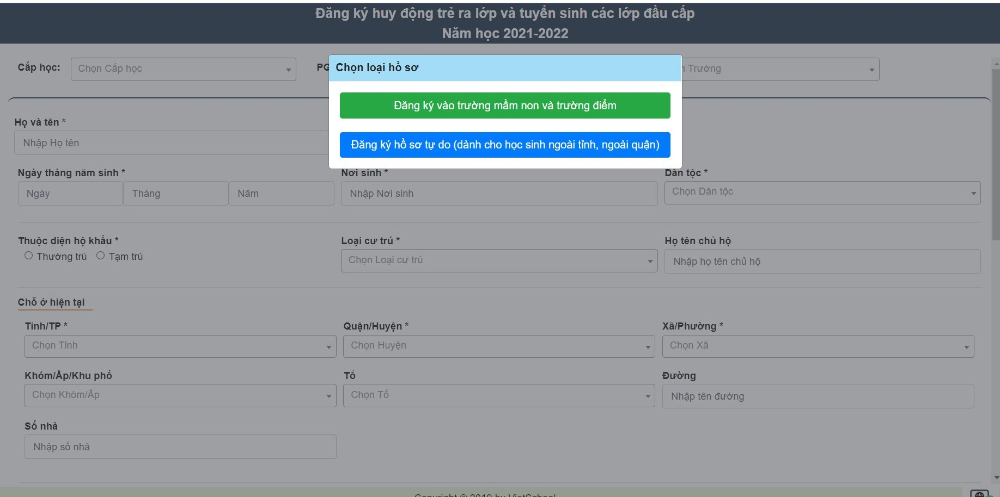 Đăng ký huy động trẻ ra lớp và tuyển sinh các lớp đầu cấp
Năm học 2021-2022
Cấp học: Chọn Cấp học PG Trường
Chọn loại hồ sơ
Đăng ký vào trường mầm non và trường điểm
Đăng ký hồ sơ tự do (dành cho học sinh ngoài tỉnh, ngoài quận)
Họ và tên *
Nhập Họ tên
Ngày tháng năm sinh * Nơi sinh * Dân tộc *
Ngày Tháng Năm Nhập Nơi sinh Chọn Dân tộc
Thuộc diện hộ khẩu * Loại cư trú * Họ tên chủ hộ
Thường trú Tạm trú Chọn Loại cư trú Nhập họ tên chủ hộ
Chỗ ở hiện tại
Tỉnh/TP * Quận/Huyện * Xã/Phường *
Chọn Tỉnh Chọn Huyện Chọn Xã
Khóm/Ấp/Khu phố Tổ Đường
Chọn Khóm/Ấp Chọn Tổ Nhập tên đường
Số nhà
Nhập số nhà
Copyright © 2019 by VietSchool